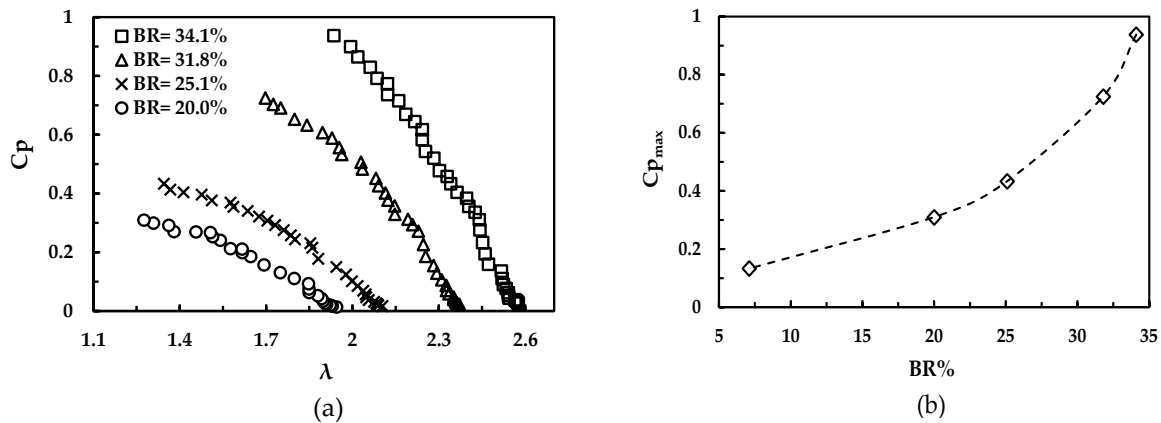 1
0.8
0.6
0.4
0.2
0
Cp
BR= 34.1%
BR= 31.8%
BR= 25.1%
BR= 20.0%
1.1 1.4 1.7 2 2.3 2.6
λ
(a)
1
0.8
0.6
0.4
0.2
0
Cpmax
5 10 15 20 25 30 35
BR%
(b)